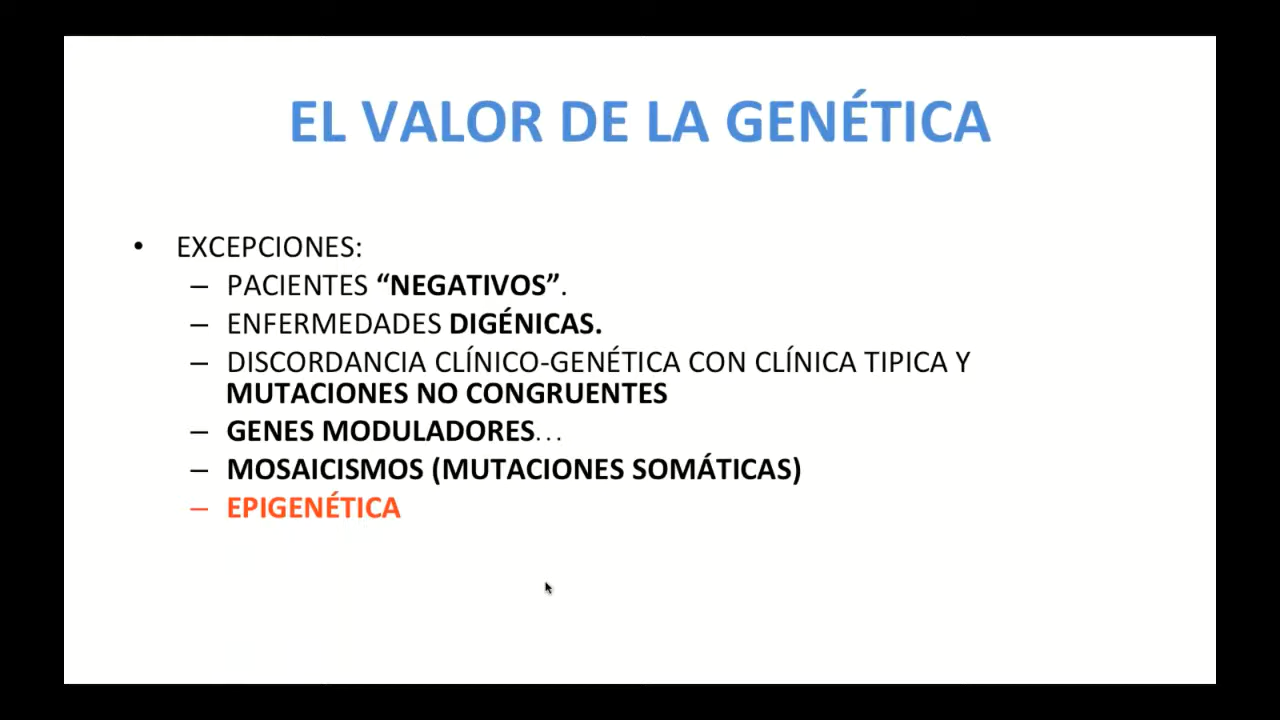 EL VALOR DE LA GENÉTICA
• EXCEPCIONES:
– PACIENTES “NEGATIVOS”.
– ENFERMEDADES DIGÉNICAS.
– DISCORDANCIA CLÍNICO-GENÉTICA CON CLÍNICA TIPICA Y
MUTACIONES NO CONGRUENTES
– GENES MODULADORES...
– MOSAICISMOS (MUTACIONES SOMÁTICAS)
– EPIGENÉTICA